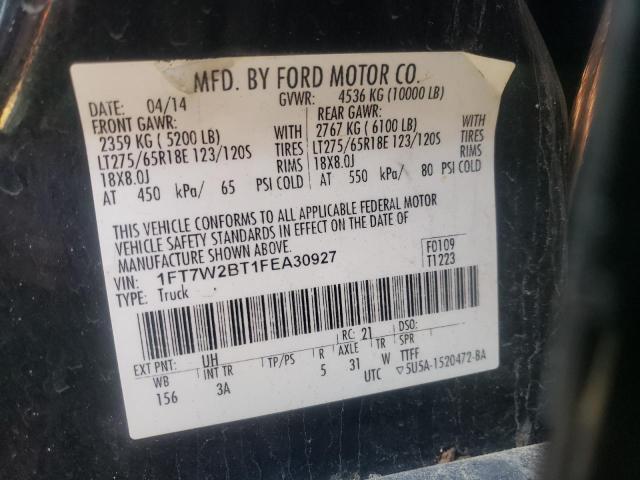 MFD. BY FORD MOTOR CO.
DATE: 04/14 GVWR: 4536 KG (10000 LB)
FRONT GAWR: REAR GAWR:
2359 KG ( 5200 LB) WITH 2767 KG ( 6100 LB) WITH
LT275/65R18E 123/120S TIRES LT275/65R18E 123/120S TIRES
18X8.0J RIMS 18X8.0J RIMS
AT 450 kPa/ 65 PSI COLD AT 550 kPa/ 80 PSI COLD
THIS VEHICLE CONFORMS TO ALL APPLICABLE FEDERAL MOTOR
VEHICLE SAFETY STANDARDS IN EFFECT ON THE DATE OF
MANUFACTURE SHOWN ABOVE.
VIN: 1FT7W2BT1FEA30927 F0109
TYPE: Truck T1223
EXT PNT: UH RC: 21 DSO:
WB INT TR TP/PS R AXLE TR SPR
156 3A 5 31 W TTFF
UTC ▽5U5A-1520472-BA